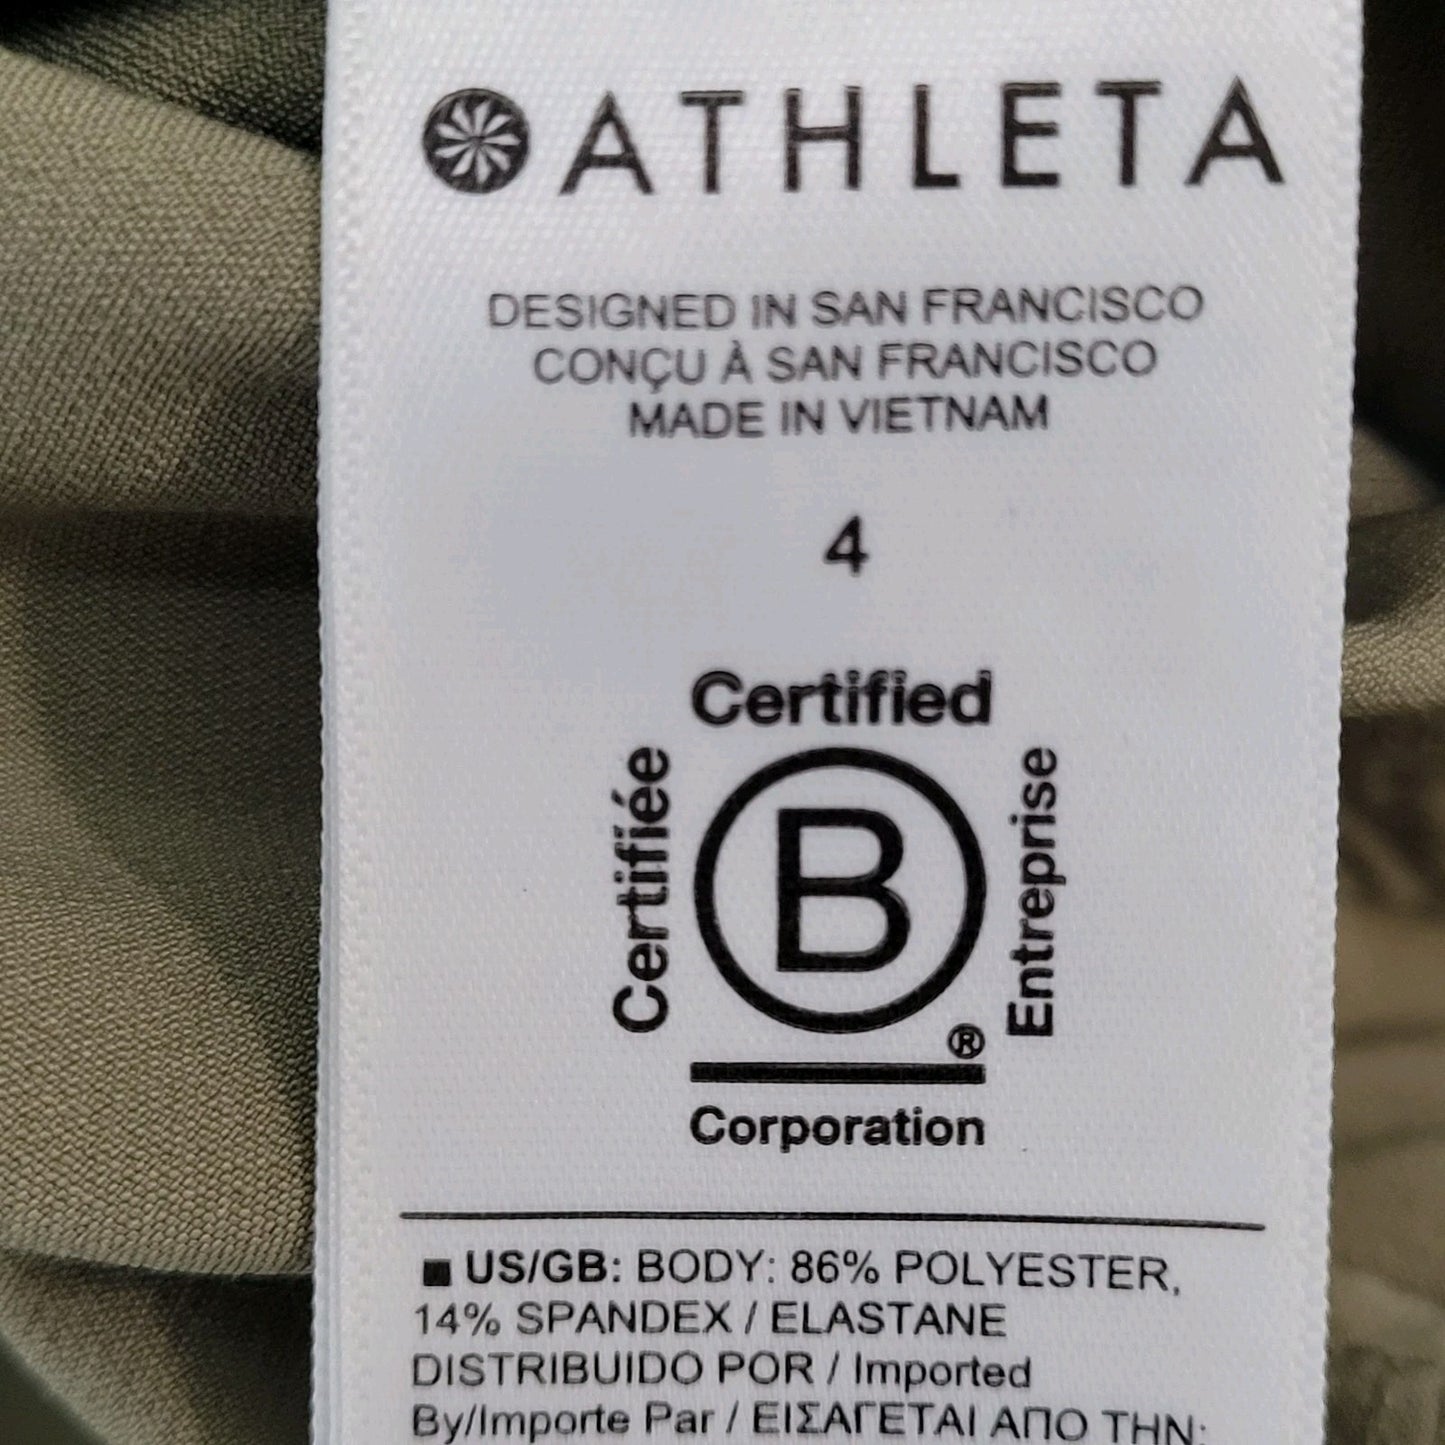 ATHLETA
DESIGNED IN SAN FRANCISCO
CONÇU À SAN FRANCISCO
MADE IN VIETNAM
4
Certified
Certifiée
B
Entreprise
®
Corporation
■ US/GB: BODY: 86% POLYESTER,
14% SPANDEX / ELASTANE
DISTRIBUIDO POR / Imported
By/Importe Par / ΕΙΣΑΓΕΤΑΙ ΑΠΟ ΤΗΝ: